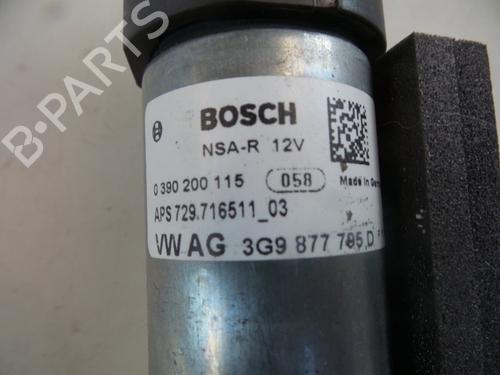 BOSCH
NSA-R 12V
0 390 200 115 058
Made in
APS 729.716511_03
VW AG 3G9 877 795 D
B-PARTS